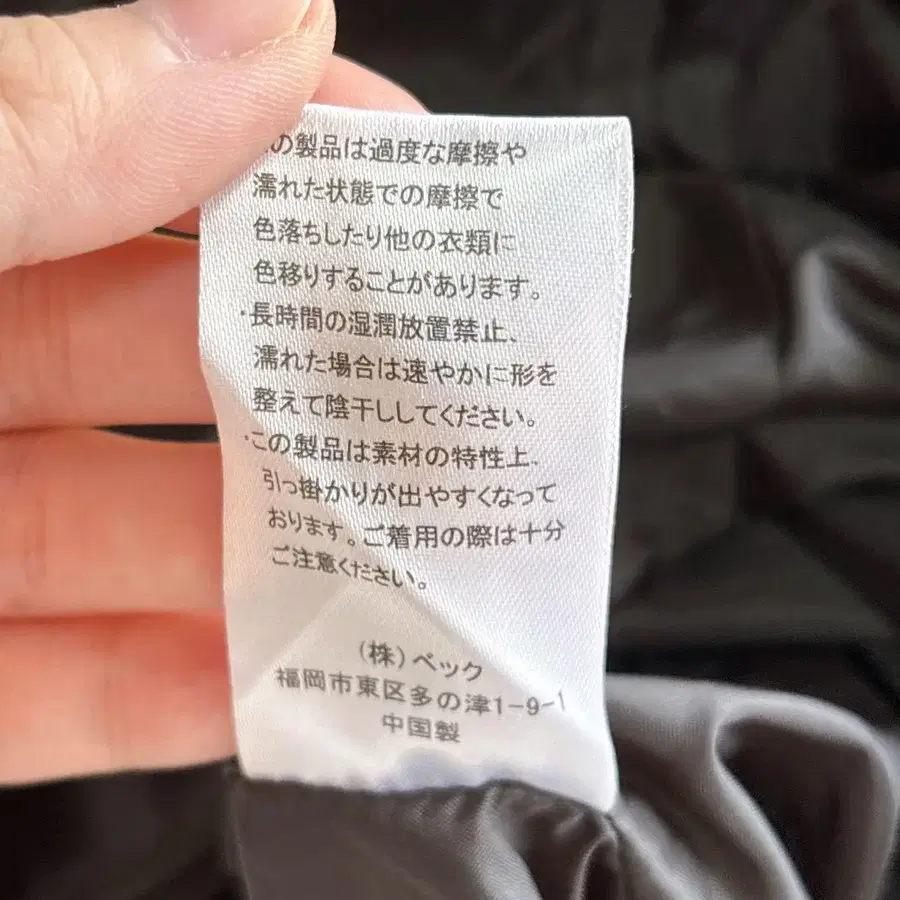 この製品は過度な摩擦や
濡れた状態での摩擦で
色落ちしたり他の衣類に
色移りすることがあります。
・長時間の湿潤放置禁止、
濡れた場合は速やかに形を
整えて陰干ししてください。
・この製品は素材の特性上、
引っ掛かりが出やすくなって
おります。ご着用の際は十分
ご注意ください。
(株)ベック
福岡市東区多の津1-9-1
中国製